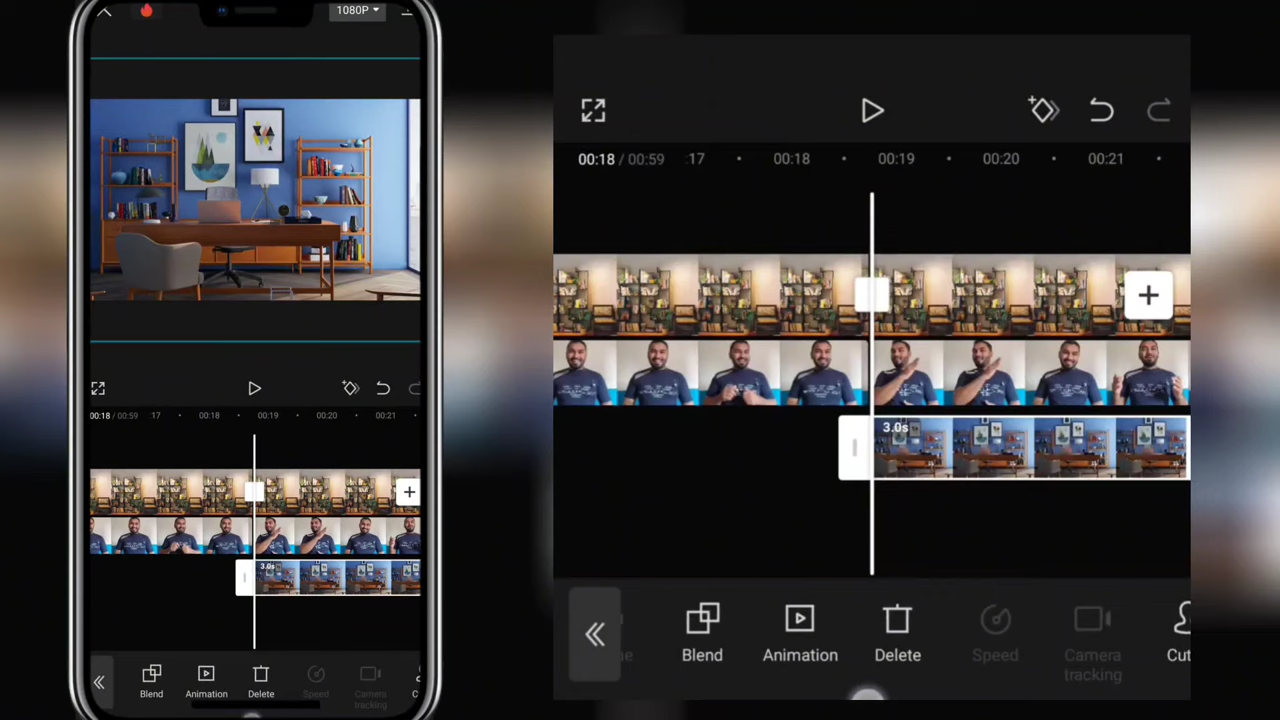 1080P
00:18 / 00:59 :17 00:18 00:19 00:20 00:21
3.0s
Blend Animation Delete Speed Camera
tracking
00:18 / 00:59 :17 00:18 00:19 00:20 00:21
3.0s
Blend Animation Delete Speed Camera
tracking